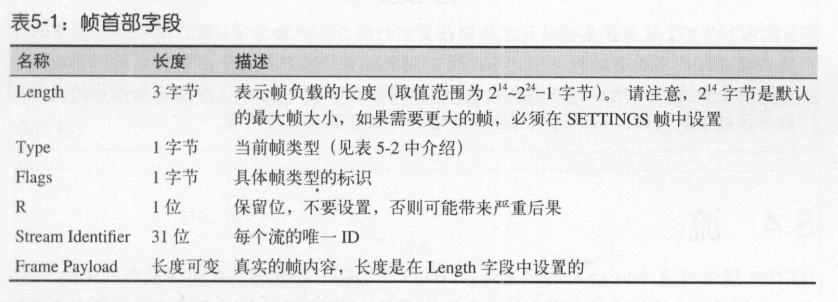 表5-1：帧首部字段
名称 长度 描述
Length 3 字节 表示帧负载的长度（取值范围为 2¹⁴~2²⁴−1 字节）。 请注意，2¹⁴ 字节是默认
的最大帧大小，如果需要更大的帧，必须在 SETTINGS 帧中设置
Type 1 字节 当前帧类型（见表 5-2 中介绍）
Flags 1 字节 具体帧类型的标识
R 1 位 保留位，不要设置，否则可能带来严重后果
Stream Identifier 31 位 每个流的唯一 ID
Frame Payload 长度可变 真实的帧内容，长度是在 Length 字段中设置的